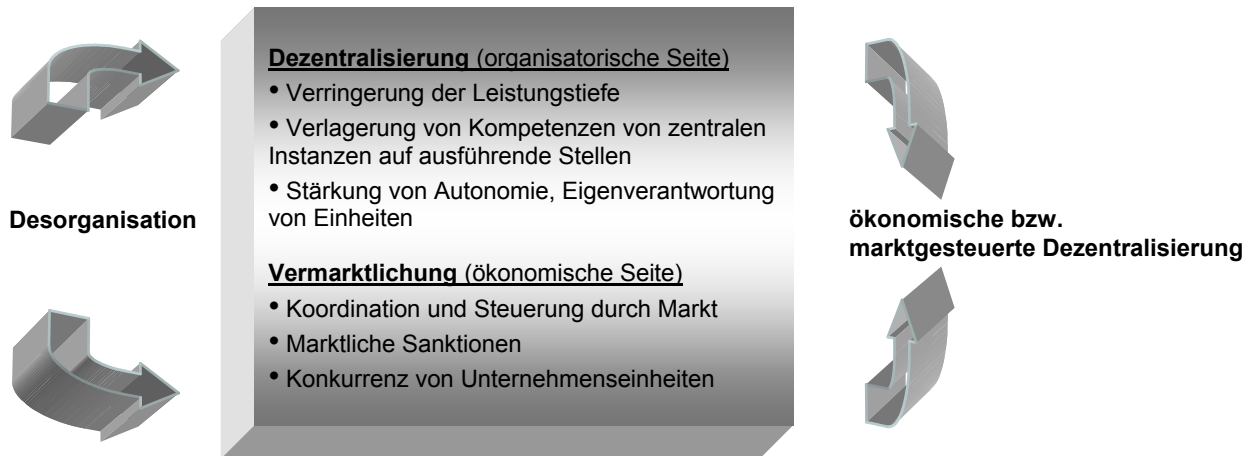 Desorganisation
Dezentralisierung (organisatorische Seite)
• Verringerung der Leistungstiefe
• Verlagerung von Kompetenzen von zentralen
Instanzen auf ausführende Stellen
• Stärkung von Autonomie, Eigenverantwortung
von Einheiten
Vermarktlichung (ökonomische Seite)
• Koordination und Steuerung durch Markt
• Marktliche Sanktionen
• Konkurrenz von Unternehmenseinheiten
ökonomische bzw.
marktgesteuerte Dezentralisierung